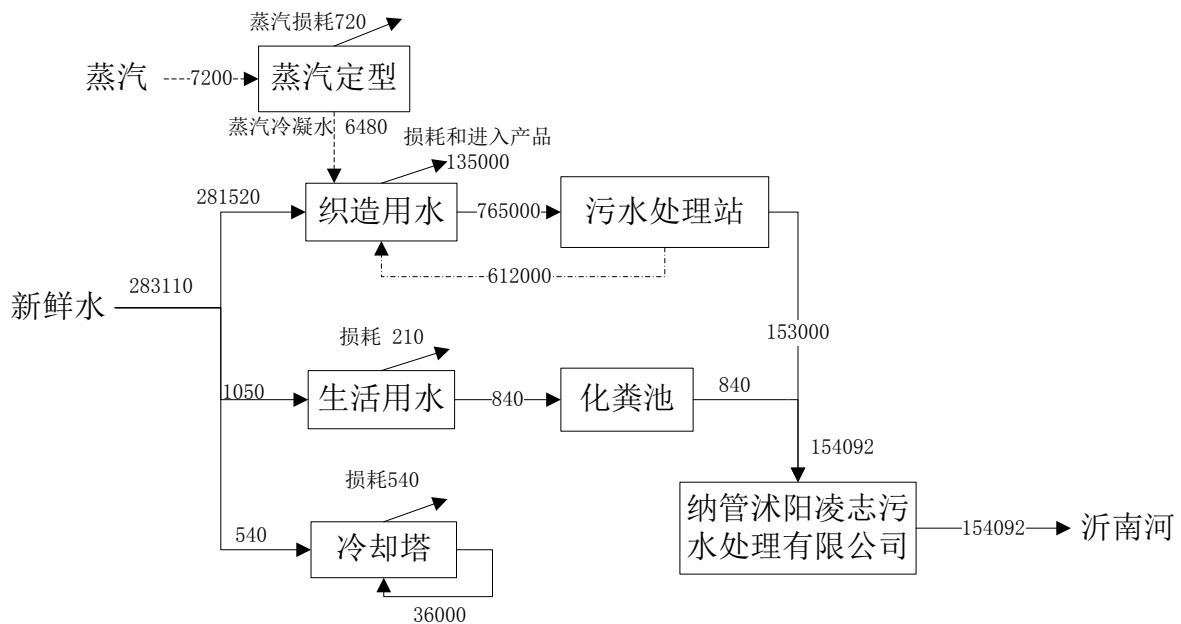 蒸汽损耗720
蒸汽
7200
蒸汽定型
蒸汽冷凝水 6480
损耗和进入产品
135000
281520
织造用水
765000
污水处理站
612000
283110
新鲜水
153000
损耗 210
1050
生活用水
840
化粪池
840
154092
损耗540
540
冷却塔
36000
纳管沭阳凌志污
水处理有限公司
154092
沂南河